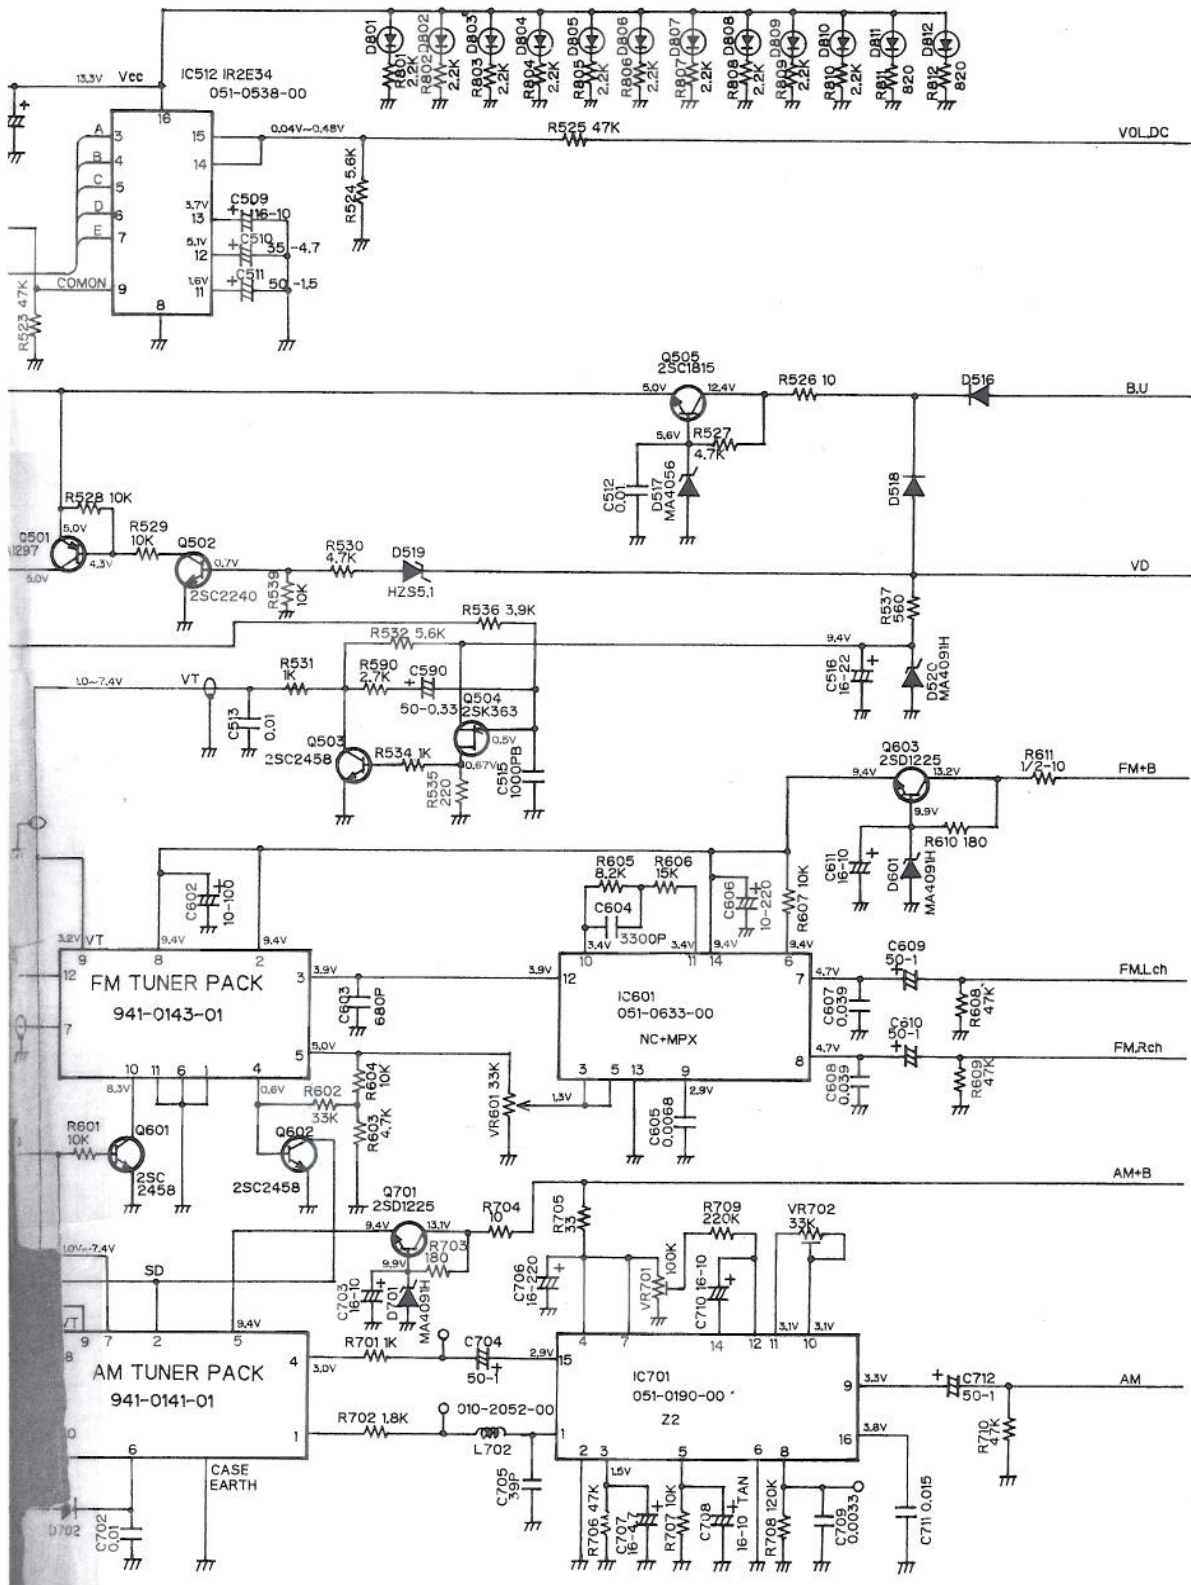 D801 D802 D803 D804 D805 D806 D807 D808 D809 D810 D811 D812
R801 R802 R803 R804 R805 R806 R807 R808 R809 R810 R811 R812
2.2K 2.2K 2.2K 2.2K 2.2K 2.2K 2.2K 2.2K 2.2K 2.2K 820 820
13.3V Vcc
IC512 IR2E34
051-0538-00
16
A 3 15 0.04V~0.48V R525 47K VOL.DC
B 4 14
C 5
D 6
E 7
R524 5.6K
3.7V 13 + C509 16-10
5.1V 12 + C510 35-4.7
1.6V 11 + C511 50-1.5
COMON 9
8
R523 47K
Q505
2SC1815
5.0V 12.4V R526 10 D516 B.U
5.6V R527
4.7K
C512 0.01
D517 MA4056
D518
R528 10K
Q501 5.0V
1297
R529
10K
Q502
4.3V
5.0V
2SC2240
0.7V
R539 10K
R530
4.7K
D519
HZS5.1
VD
R536 3.9K
R532 5.6K
R537 560
9.4V
C516 16-22 +
D520 MA4091H
1.0~7.4V VT
R531
1K
R590
2.7K
+ C590
50-0.33
Q504
2SK363
C513 0.01
Q503
2SC2458
R534 1K
0.5V
0.67V
R535 220
C515 1000PB
Q603
2SD1225
9.4V 13.2V
R611
1/2-10
FM+B
9.9V
R610 180
C611 16-10 +
D601 MA4091H
C602 10-100 +
R605
8.2K
R606
15K
C604
3300P
C606 10-220 +
R607 10K
3.2V VT 9.4V 9.4V
9 8 2
3.4V 3.4V 9.4V 9.4V
10 11 14 6
12
FM TUNER PACK
941-0143-01
7
3 3.9V 3.9V 12
C603 680P
IC601
051-0633-00
NC+MPX
7 4.7V
C609
50-1 +
FM.Lch
C607 0.039
R608 47K
8 4.7V
C610
50-1 +
FM.Rch
C608 0.039
R609 47K
5 5.0V
10 11 6 1 4
8.3V 0.6V
R602
33K
R604 10K
R603 4.7K
VR601 33K
3 5 13 9
1.3V 2.9V
C605 0.0068
R601
10K
Q601
2SC
2458
Q602
2SC2458
AM+B
Q701
2SD1225
9.4V 13.1V
R704
10
R703
180
9.9V
C703 16-10 +
D701 MA4091H
R705 33
C706 16-220 +
VR701 100K
R709
220K
C710 16-10 +
VR702
33K
1.0V~7.4V
SD
VT
9 7 2 5 9.4V
4 7 14 12 11 10
3.1V 3.1V
8
AM TUNER PACK
941-0141-01
4 3.0V
R701 1K
C704
50-1 +
2.9V 15
IC701
051-0190-00
Z2
9 3.3V
+ C712
50-1
AM
R710 47K
1
R702 1.8K
010-2052-00
L702
1
C705 39P
16 3.8V
C711 0.015
6
CASE
EARTH
D702
C702 0.01
2 3 5 6 8
1.5V
R706 47K
C707 16-4.7 +
R707 10K
C708 16-10 TAN +
R708 120K
C709 0.0033